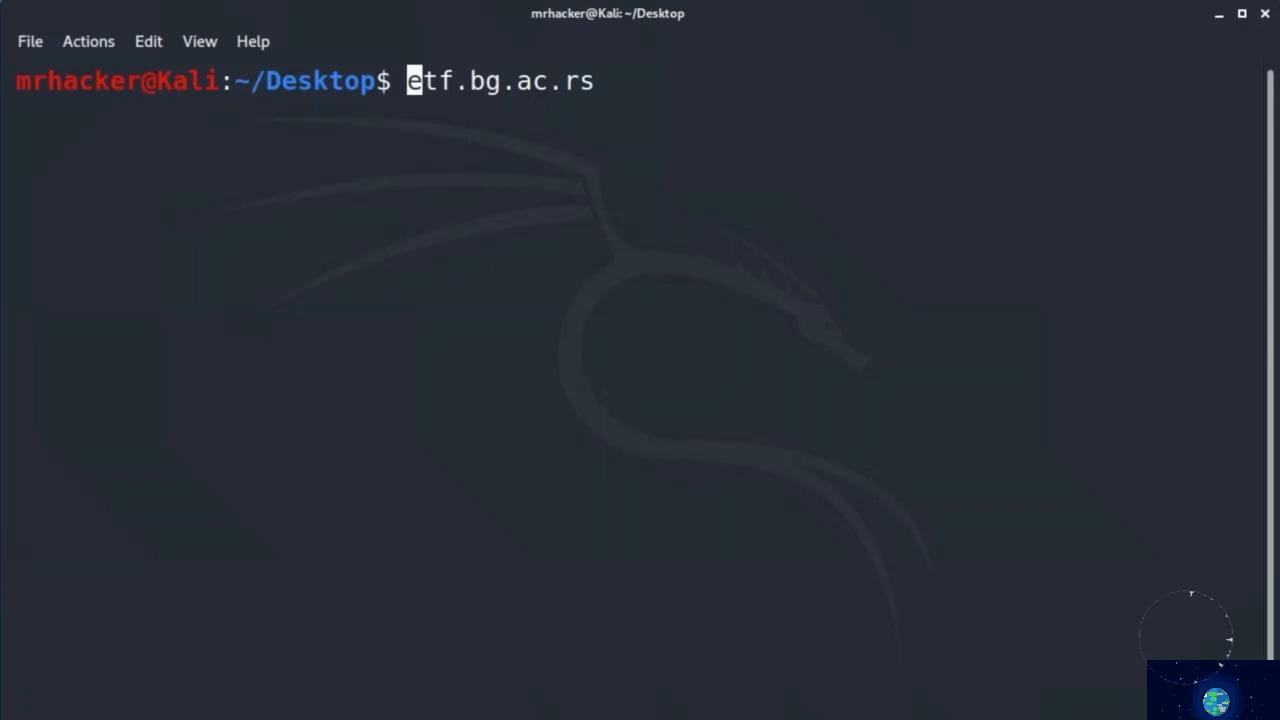 mrhacker@Kali: ~/Desktop
File Actions Edit View Help
mrhacker@Kali:~/Desktop$ etf.bg.ac.rs